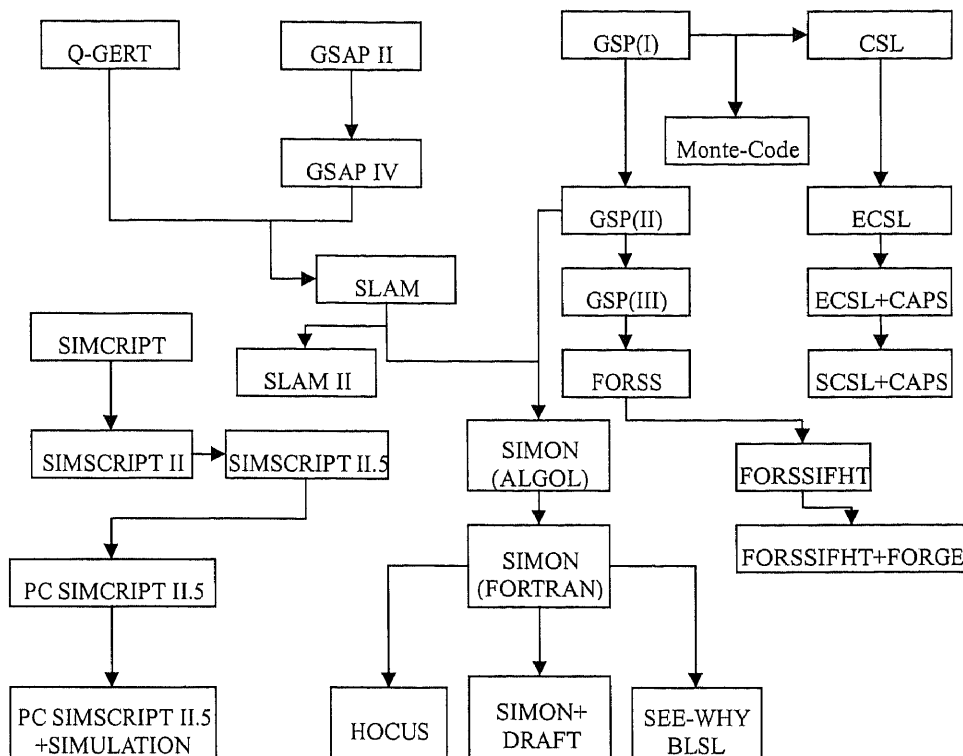 Q-GERT
GSAP II
GSP(I)
CSL
Monte-Code
GSAP IV
GSP(II)
ECSL
SLAM
GSP(III)
ECSL+CAPS
SIMCRIPT
SLAM II
FORSS
SCSL+CAPS
SIMSCRIPT II
SIMSCRIPT II.5
SIMON
(ALGOL)
FORSSIFHT
PC SIMCRIPT II.5
SIMON
(FORTRAN)
FORSSIFHT+FORGE
PC SIMSCRIPT II.5
+SIMULATION
HOCUS
SIMON+
DRAFT
SEE-WHY
BLSL